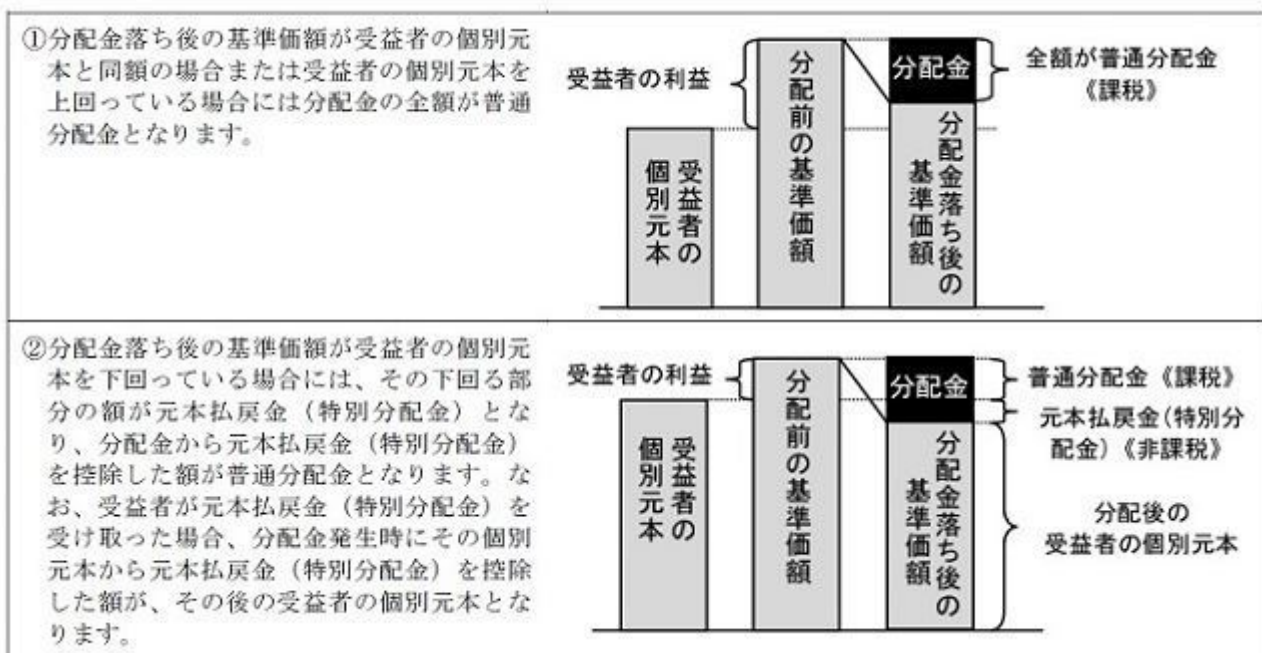 ①分配金落ち後の基準価額が受益者の個別元
本と同額の場合または受益者の個別元本を
上回っている場合には分配金の全額が普通
分配金となります。
受益者の利益
受益者の
個別元本
分配前の基準価額
分配金
分配金落ち後の
基準価額
全額が普通分配金
《課税》
②分配金落ち後の基準価額が受益者の個別元
本を下回っている場合には、その下回る部
分の額が元本払戻金（特別分配金）とな
り、分配金から元本払戻金（特別分配金）
を控除した額が普通分配金となります。な
お、受益者が元本払戻金（特別分配金）を
受け取った場合、分配金発生時にその個別
元本から元本払戻金（特別分配金）を控除
した額が、その後の受益者の個別元本とな
ります。
受益者の利益
受益者の
個別元本
分配前の基準価額
分配金
分配金落ち後の
基準価額
普通分配金《課税》
元本払戻金(特別分
配金)《非課税》
分配後の
受益者の個別元本